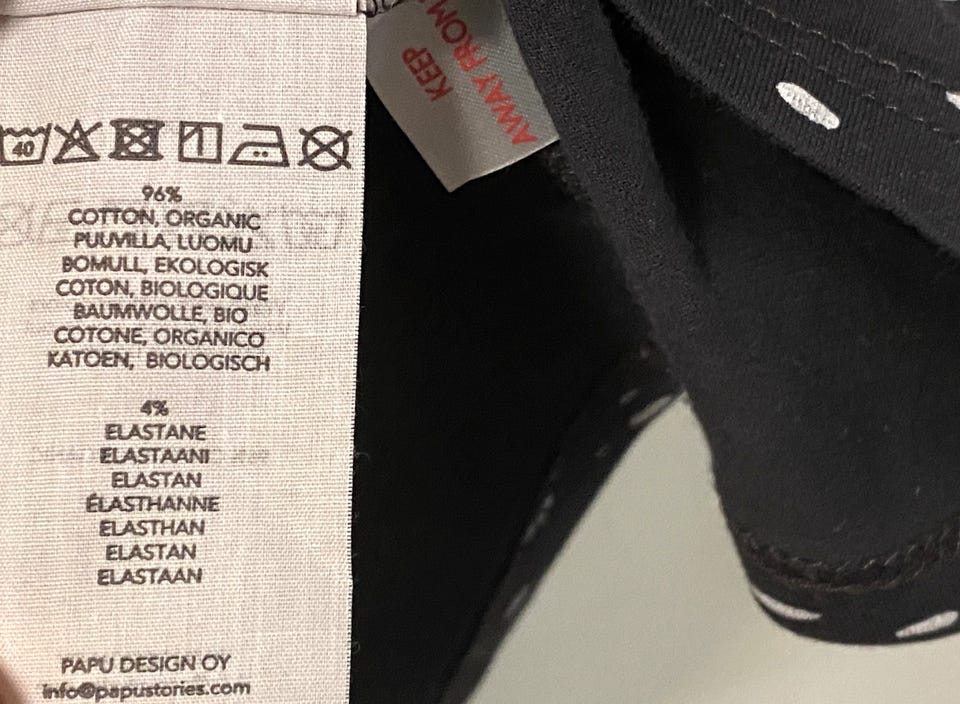 40
96%
COTTON, ORGANIC
PUUVILLA, LUOMU
BOMULL, EKOLOGISK
COTON, BIOLOGIQUE
BAUMWOLLE, BIO
COTONE, ORGANICO
KATOEN, BIOLOGISCH
4%
ELASTANE
ELASTAANI
ELASTAN
ÉLASTHANNE
ELASTHAN
ELASTAN
ELASTAAN
PAPU DESIGN OY
info@papustories.com
KEEP
AWAY FROM